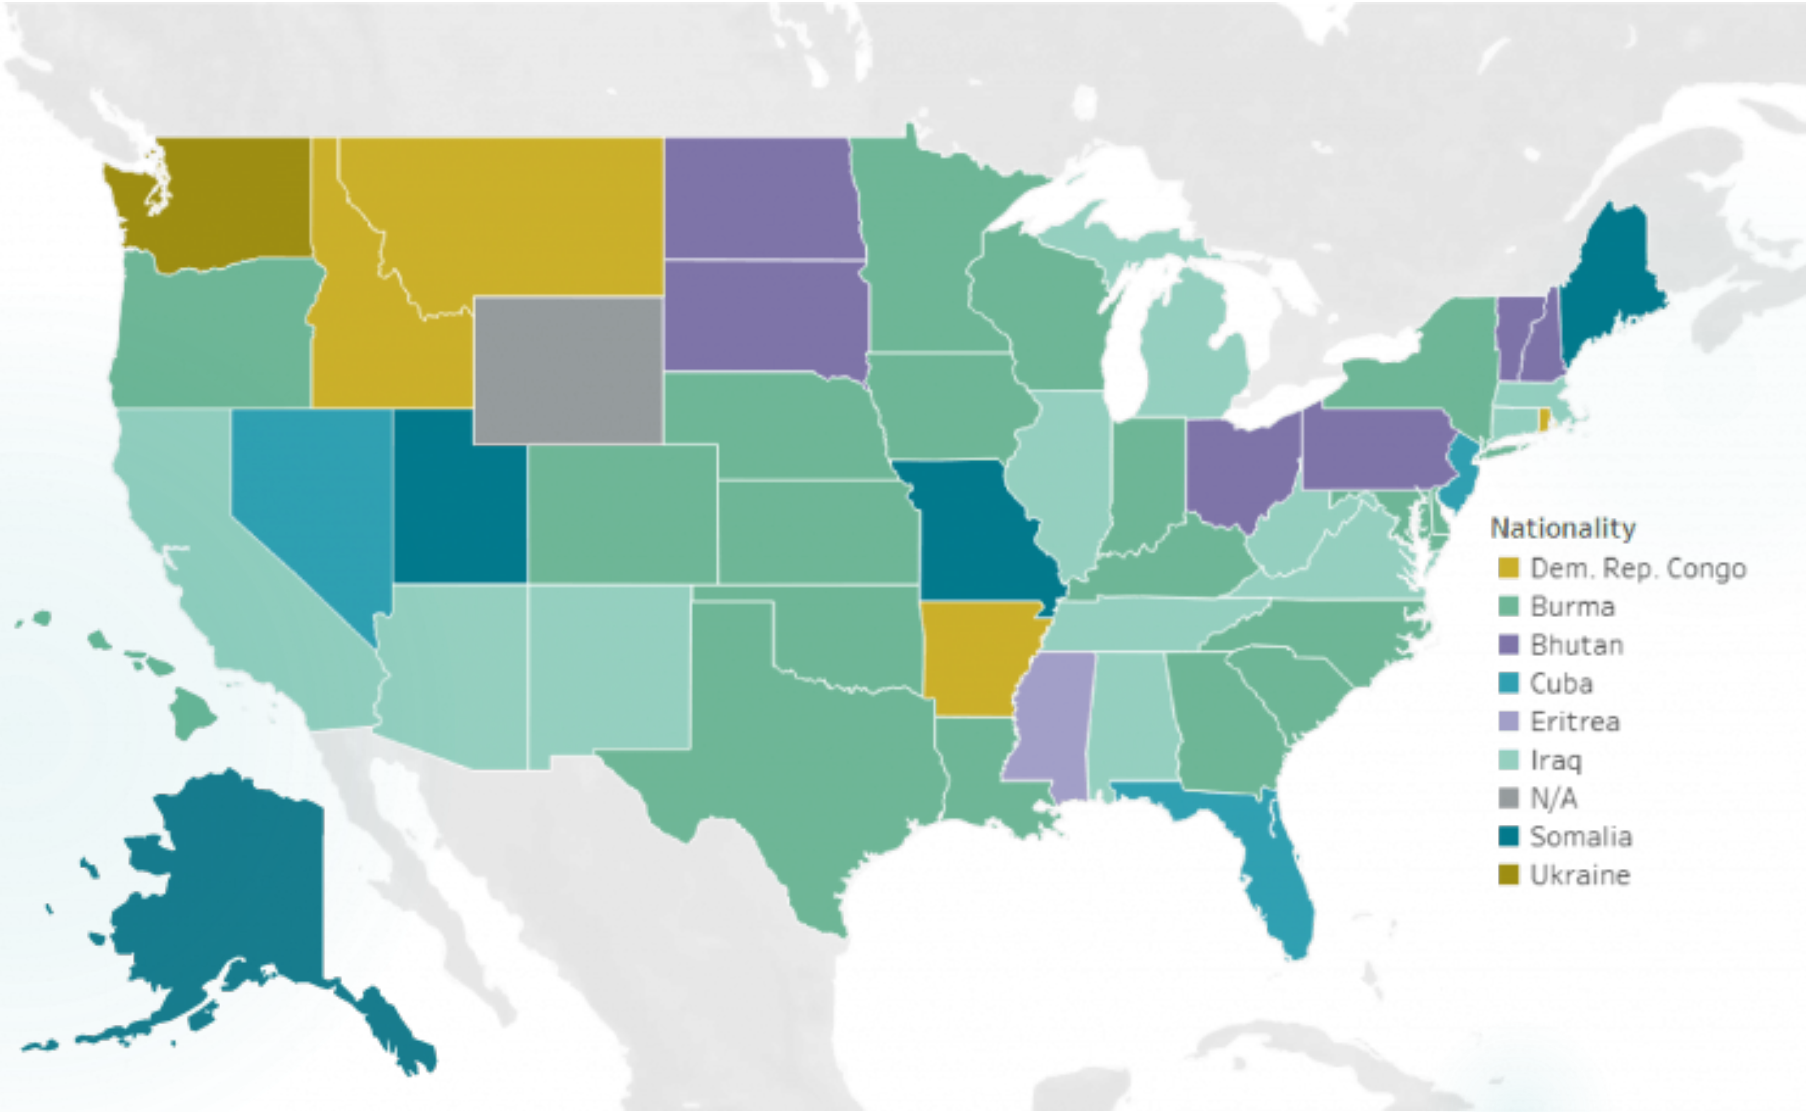 Nationality
Dem. Rep. Congo
Burma
Bhutan
Cuba
Eritrea
Iraq
N/A
Somalia
Ukraine